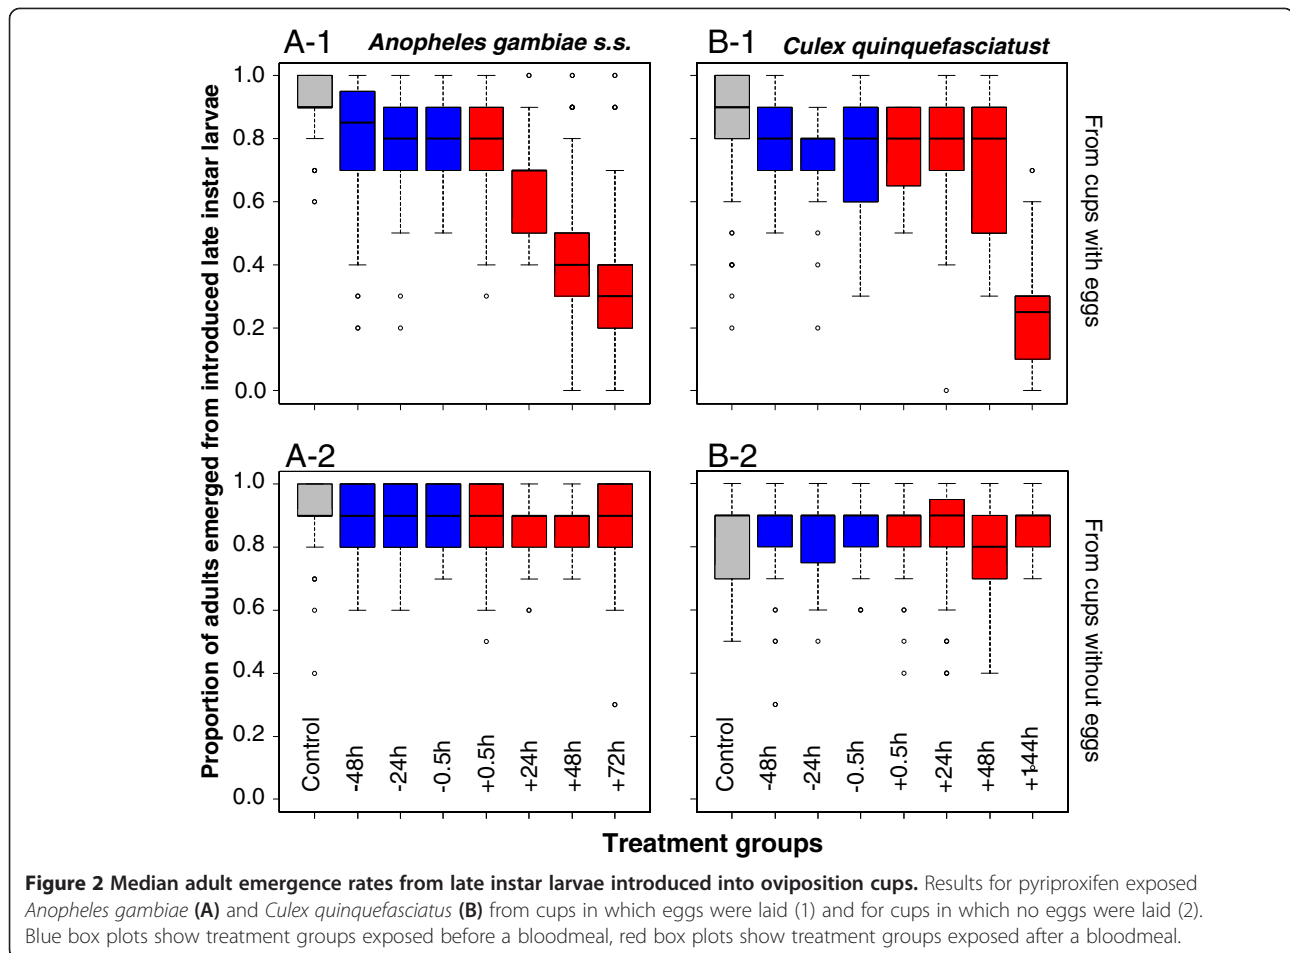 A-1 Anopheles gambiae s.s. B-1 Culex quinquefasciatust
Proportion of adults emerged from introduced late instar larvae
1.0
0.8
0.6
0.4
0.2
0.0
From cups with eggs
A-2 B-2
1.0
0.8
0.6
0.4
0.2
0.0
Control -48h -24h -0.5h +0.5h +24h +48h +72h
Control -48h -24h -0.5h +0.5h +24h +48h +144h
From cups without eggs
Treatment groups
Figure 2 Median adult emergence rates from late instar larvae introduced into oviposition cups. Results for pyriproxifen exposed
Anopheles gambiae (A) and Culex quinquefasciatus (B) from cups in which eggs were laid (1) and for cups in which no eggs were laid (2).
Blue box plots show treatment groups exposed before a bloodmeal, red box plots show treatment groups exposed after a bloodmeal.